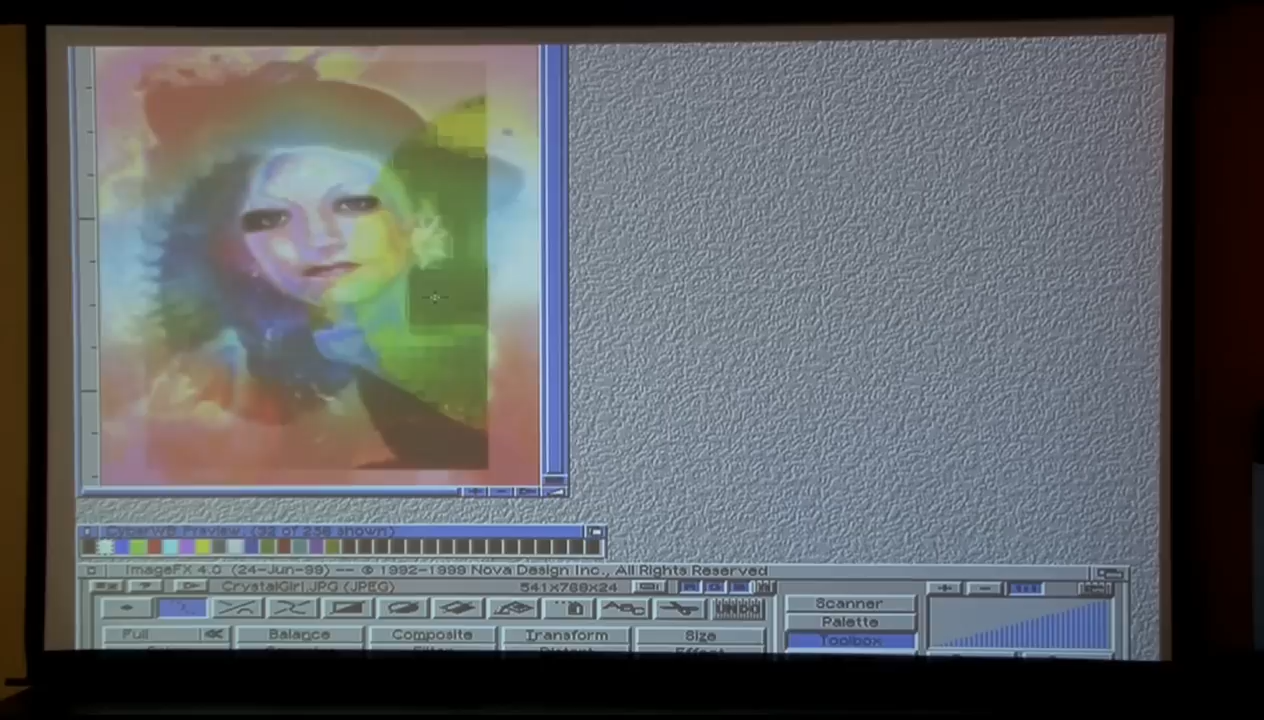 CyberWB Preview (32 of 256 shown)
ImageFX 4.0 (24-Jun-99) -- © 1992-1999 Nova Design Inc., All Rights Reserved
CrystalGirl.JPG (JPEG) 541x768x24
UNDO
Scanner
Palette
Toolbox
Full Balance Composite Transform Size